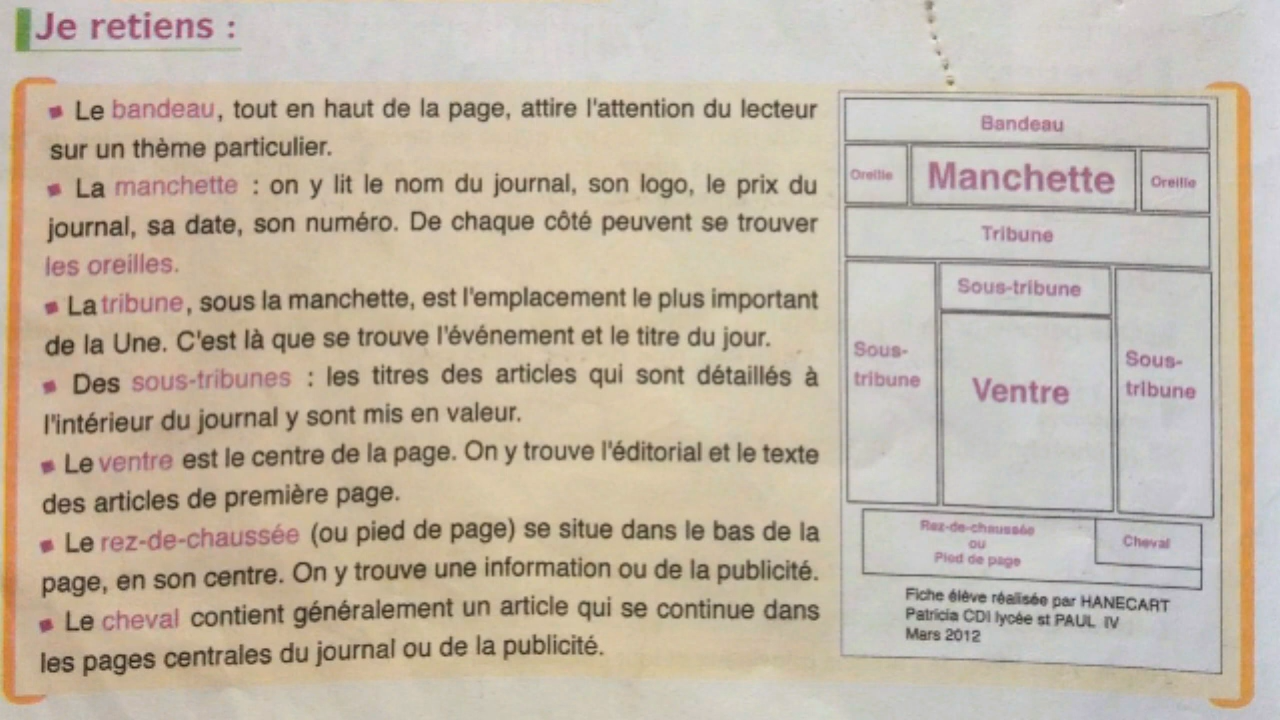 Je retiens :
Le bandeau, tout en haut de la page, attire l'attention du lecteur
sur un thème particulier.
La manchette : on y lit le nom du journal, son logo, le prix du
journal, sa date, son numéro. De chaque côté peuvent se trouver
les oreilles.
La tribune, sous la manchette, est l'emplacement le plus important
de la Une. C'est là que se trouve l'événement et le titre du jour.
Des sous-tribunes : les titres des articles qui sont détaillés à
l'intérieur du journal y sont mis en valeur.
Le ventre est le centre de la page. On y trouve l'éditorial et le texte
des articles de première page.
Le rez-de-chaussée (ou pied de page) se situe dans le bas de la
page, en son centre. On y trouve une information ou de la publicité.
Le cheval contient généralement un article qui se continue dans
les pages centrales du journal ou de la publicité.
Bandeau
Oreille
Manchette
Oreille
Tribune
Sous-tribune
Sous-
tribune
Ventre
Sous-
tribune
Rez-de-chaussée
ou
Pied de page
Cheval
Fiche élève réalisée par HANECART
Patricia CDI lycée st PAUL IV
Mars 2012